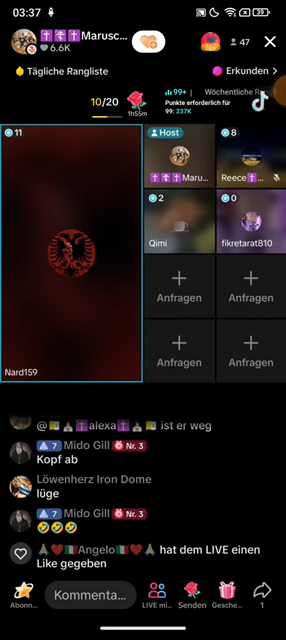 03:37
39
✝️✝️✝️Marusc...
6.6K
47
Tägliche Rangliste
Erkunden >
10/20
1h55m
99+ |
Wöchentliche
Punkte erforderlich für
99: 237K
TikTok
11
Host
8
✝️✝️✝️Maru...
Reece✝️...
2
0
Qimi
fikretarat810
Anfragen
Anfragen
Anfragen
Anfragen
Nard159
alexa✝️ ist er weg
7 Mido Gill Nr. 3
Kopf ab
Löwenherz Iron Dome
lüge
7 Mido Gill Nr. 3
🤣🤣🤣
🙏🏽❤️🇮🇹Angelo🇮🇹❤️🙏🏽 hat dem LIVE einen
Like gegeben
Abonn...
Kommenta...
LIVE mi...
Senden
Gesche...
1